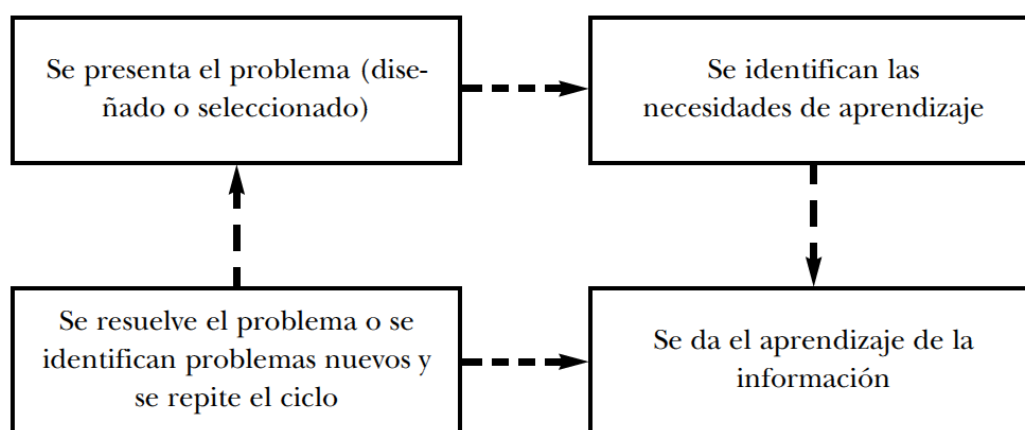 Se presenta el problema (dise-
ñado o seleccionado)
Se identifican las
necesidades de aprendizaje
Se resuelve el problema o se
identifican problemas nuevos y
se repite el ciclo
Se da el aprendizaje de la
información